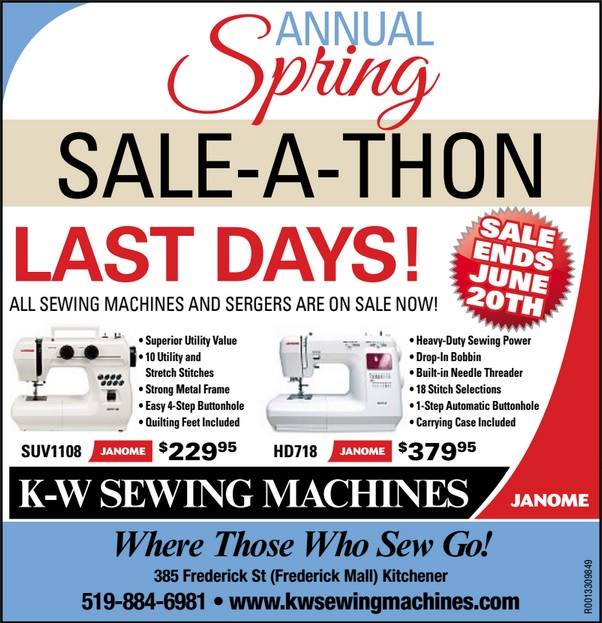 ANNUAL
Spring
SALE-A-THON
LAST DAYS!
SALE
ENDS
JUNE
20TH
ALL SEWING MACHINES AND SERGERS ARE ON SALE NOW!
• Superior Utility Value
• 10 Utility and
Stretch Stitches
• Strong Metal Frame
• Easy 4-Step Buttonhole
• Quilting Feet Included
SUV1108 JANOME $22995
• Heavy-Duty Sewing Power
• Drop-In Bobbin
• Built-in Needle Threader
• 18 Stitch Selections
• 1-Step Automatic Buttonhole
• Carrying Case Included
HD718 JANOME $37995
K-W SEWING MACHINES
JANOME
Where Those Who Sew Go!
385 Frederick St (Frederick Mall) Kitchener
519-884-6981 • www.kwsewingmachines.com
R0013309849